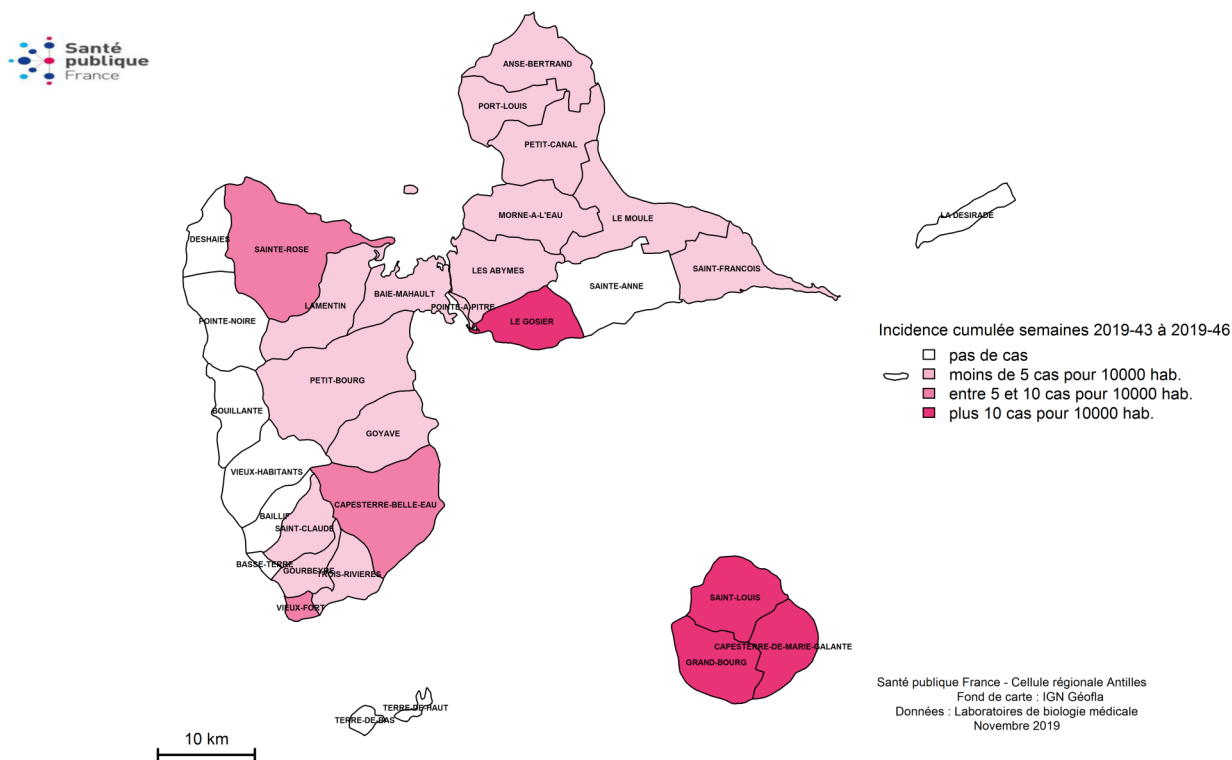 Santé
publique
France
ANSE-BERTRAND
PORT-LOUIS
PETIT-CANAL
MORNE-A-L'EAU
LE MOULE
LA DESIRADE
DESHAIES
SAINTE-ROSE
LES ABYMES
SAINT-FRANCOIS
SAINTE-ANNE
BAIE-MAHAULT
LAMENTIN
POINTE-A-PITRE
POINTE-NOIRE
LE GOSIER
Incidence cumulée semaines 2019-43 à 2019-46
pas de cas
moins de 5 cas pour 10000 hab.
entre 5 et 10 cas pour 10000 hab.
plus 10 cas pour 10000 hab.
PETIT-BOURG
BOUILLANTE
GOYAVE
VIEUX-HABITANTS
CAPESTERRE-BELLE-EAU
BAILLIF
SAINT-CLAUDE
BASSE-TERRE
GOURBEYRE
TROIS-RIVIERES
VIEUX-FORT
SAINT-LOUIS
CAPESTERRE-DE-MARIE-GALANTE
GRAND-BOURG
TERRE-DE-HAUT
TERRE-DE-BAS
Santé publique France - Cellule régionale Antilles
Fond de carte : IGN Géofla
Données : Laboratoires de biologie médicale
Novembre 2019
10 km